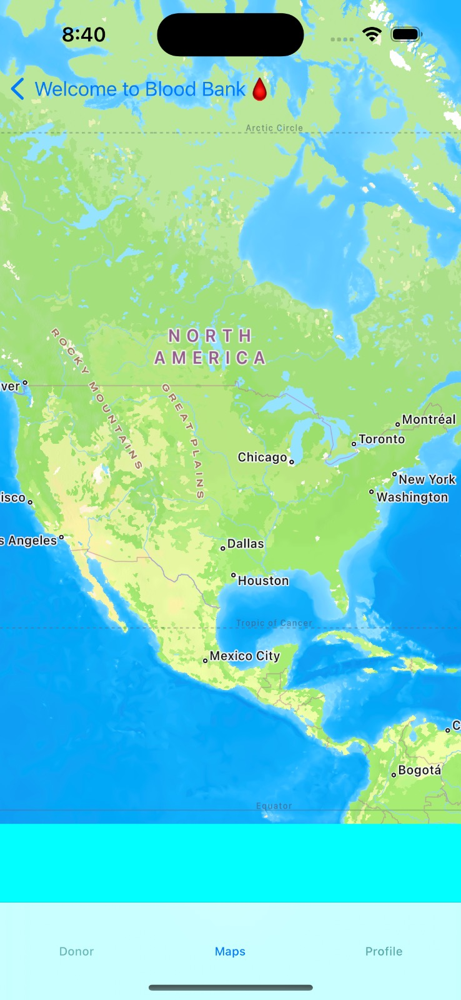 8:40
Welcome to Blood Bank🩸
Arctic Circle
NORTH
AMERICA
ROCKY MOUNTAINS
GREAT PLAINS
ver
Montréal
Toronto
Chicago
New York
isco
Washington
s Angeles
Dallas
Houston
Tropic of Cancer
Mexico City
C
Bogotá
Equator
Donor
Maps
Profile